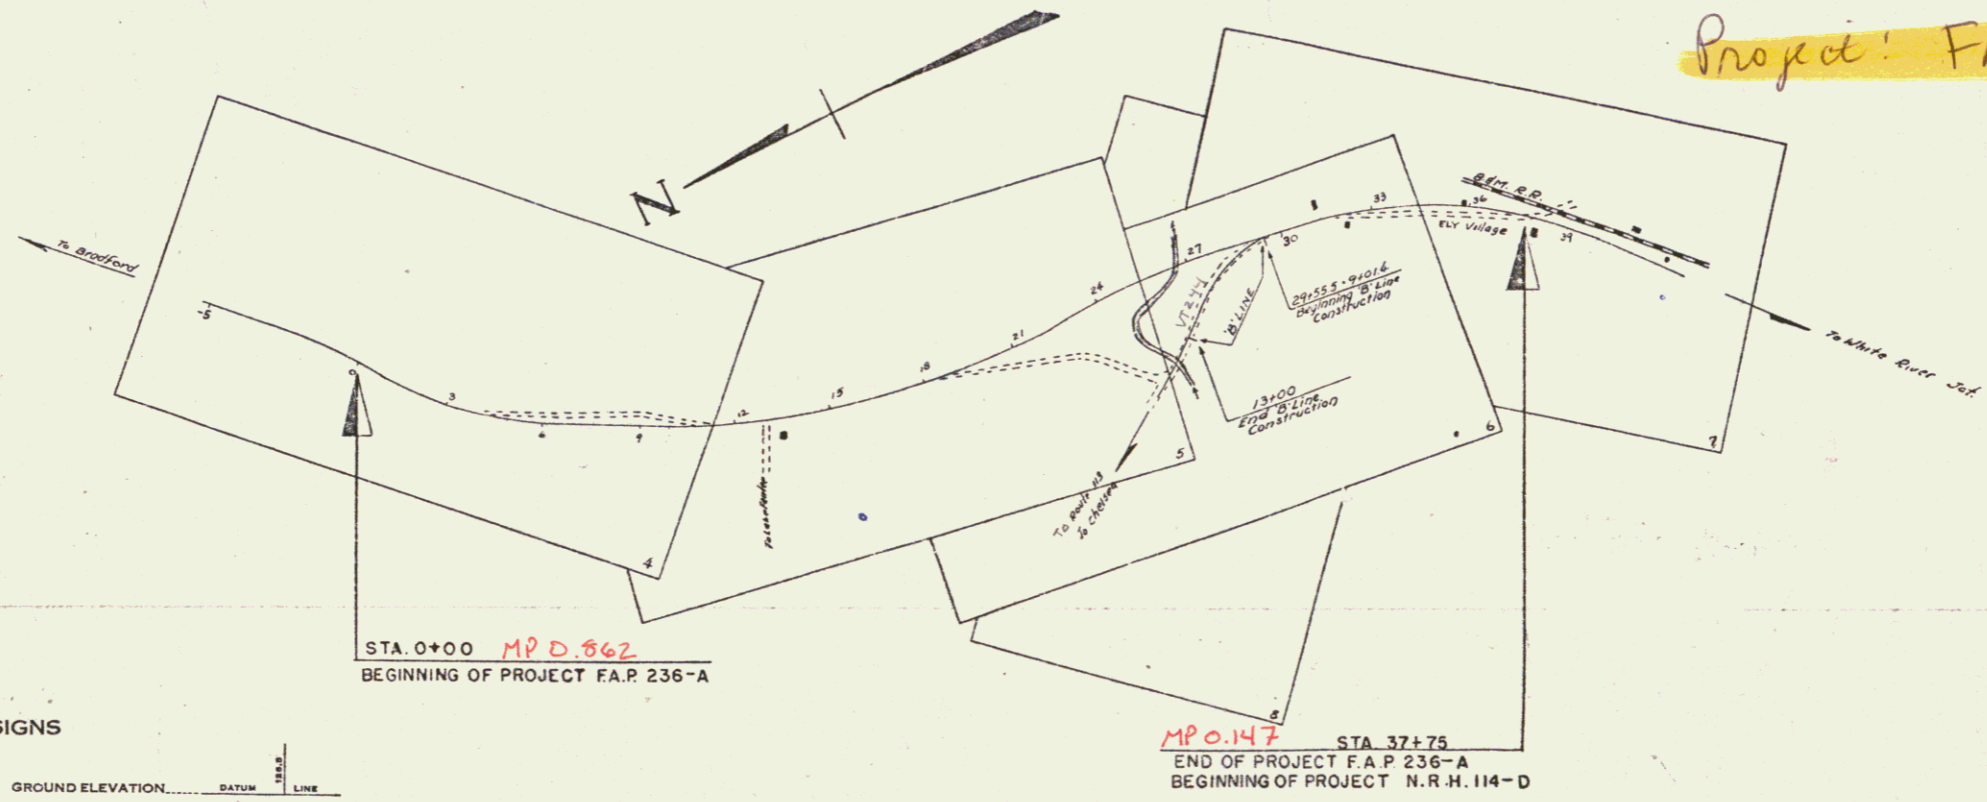 Project: F
N
To Bradford
-5
0
3
6
9
12
15
18
21
24
27
30
33
36
39
B&M. R.R.
ELY Village
VT 244
'B' LINE
29+55.5 = 9+01.6
Beginning 'B' Line
Construction
13+00
End 'B' Line
Construction
To White River Jct.
To Route 113
To Chelsea
4
5
6
7
8
STA. 0+00 MP 0.862
BEGINNING OF PROJECT F.A.P. 236-A
MP 0.147 STA. 37+75
END OF PROJECT F.A.P. 236-A
BEGINNING OF PROJECT N.R.H. 114-D
SIGNS
GROUND ELEVATION...... DATUM LINE